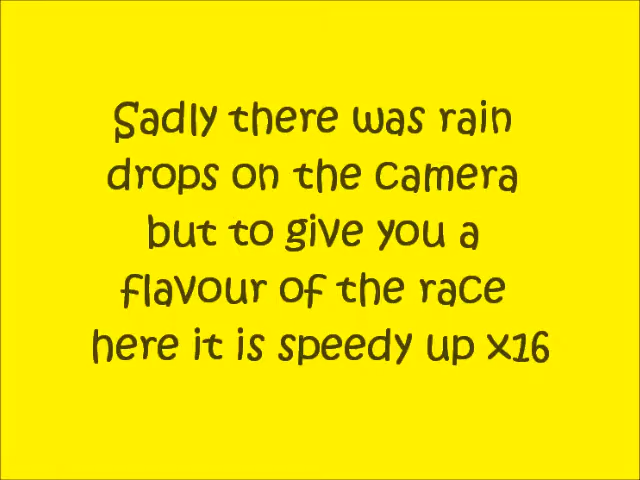 Sadly there was rain
drops on the camera
but to give you a
flavour of the race
here it is speedy up x16